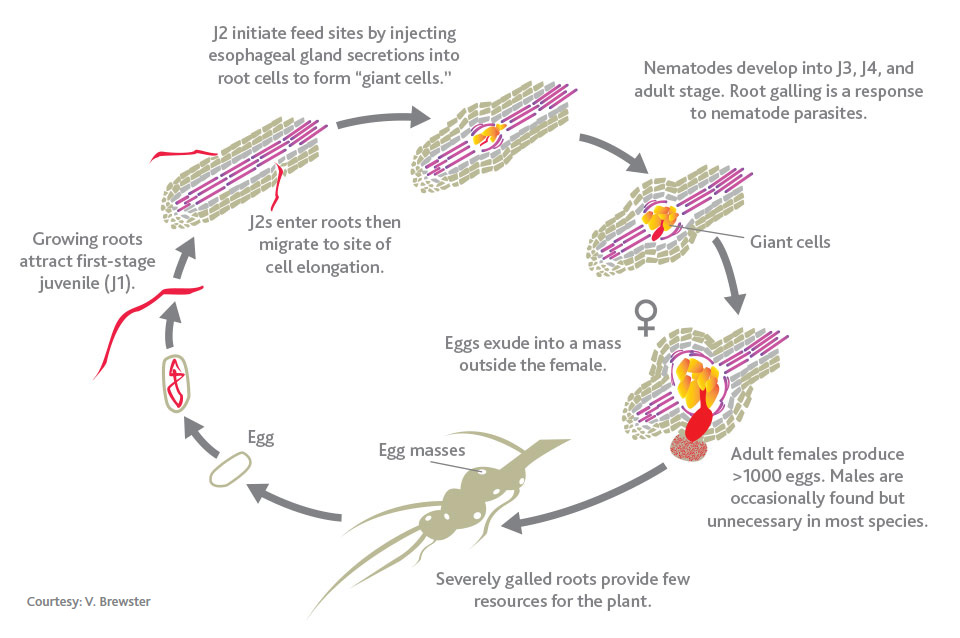 J2 initiate feed sites by injecting
esophageal gland secretions into
root cells to form “giant cells.”
Nematodes develop into J3, J4, and
adult stage. Root galling is a response
to nematode parasites.
J2s enter roots then
migrate to site of
cell elongation.
Growing roots
attract first-stage
juvenile (J1).
Giant cells
Eggs exude into a mass
outside the female.
Egg
Egg masses
Adult females produce
>1000 eggs. Males are
occasionally found but
unnecessary in most species.
Severely galled roots provide few
resources for the plant.
Courtesy: V. Brewster